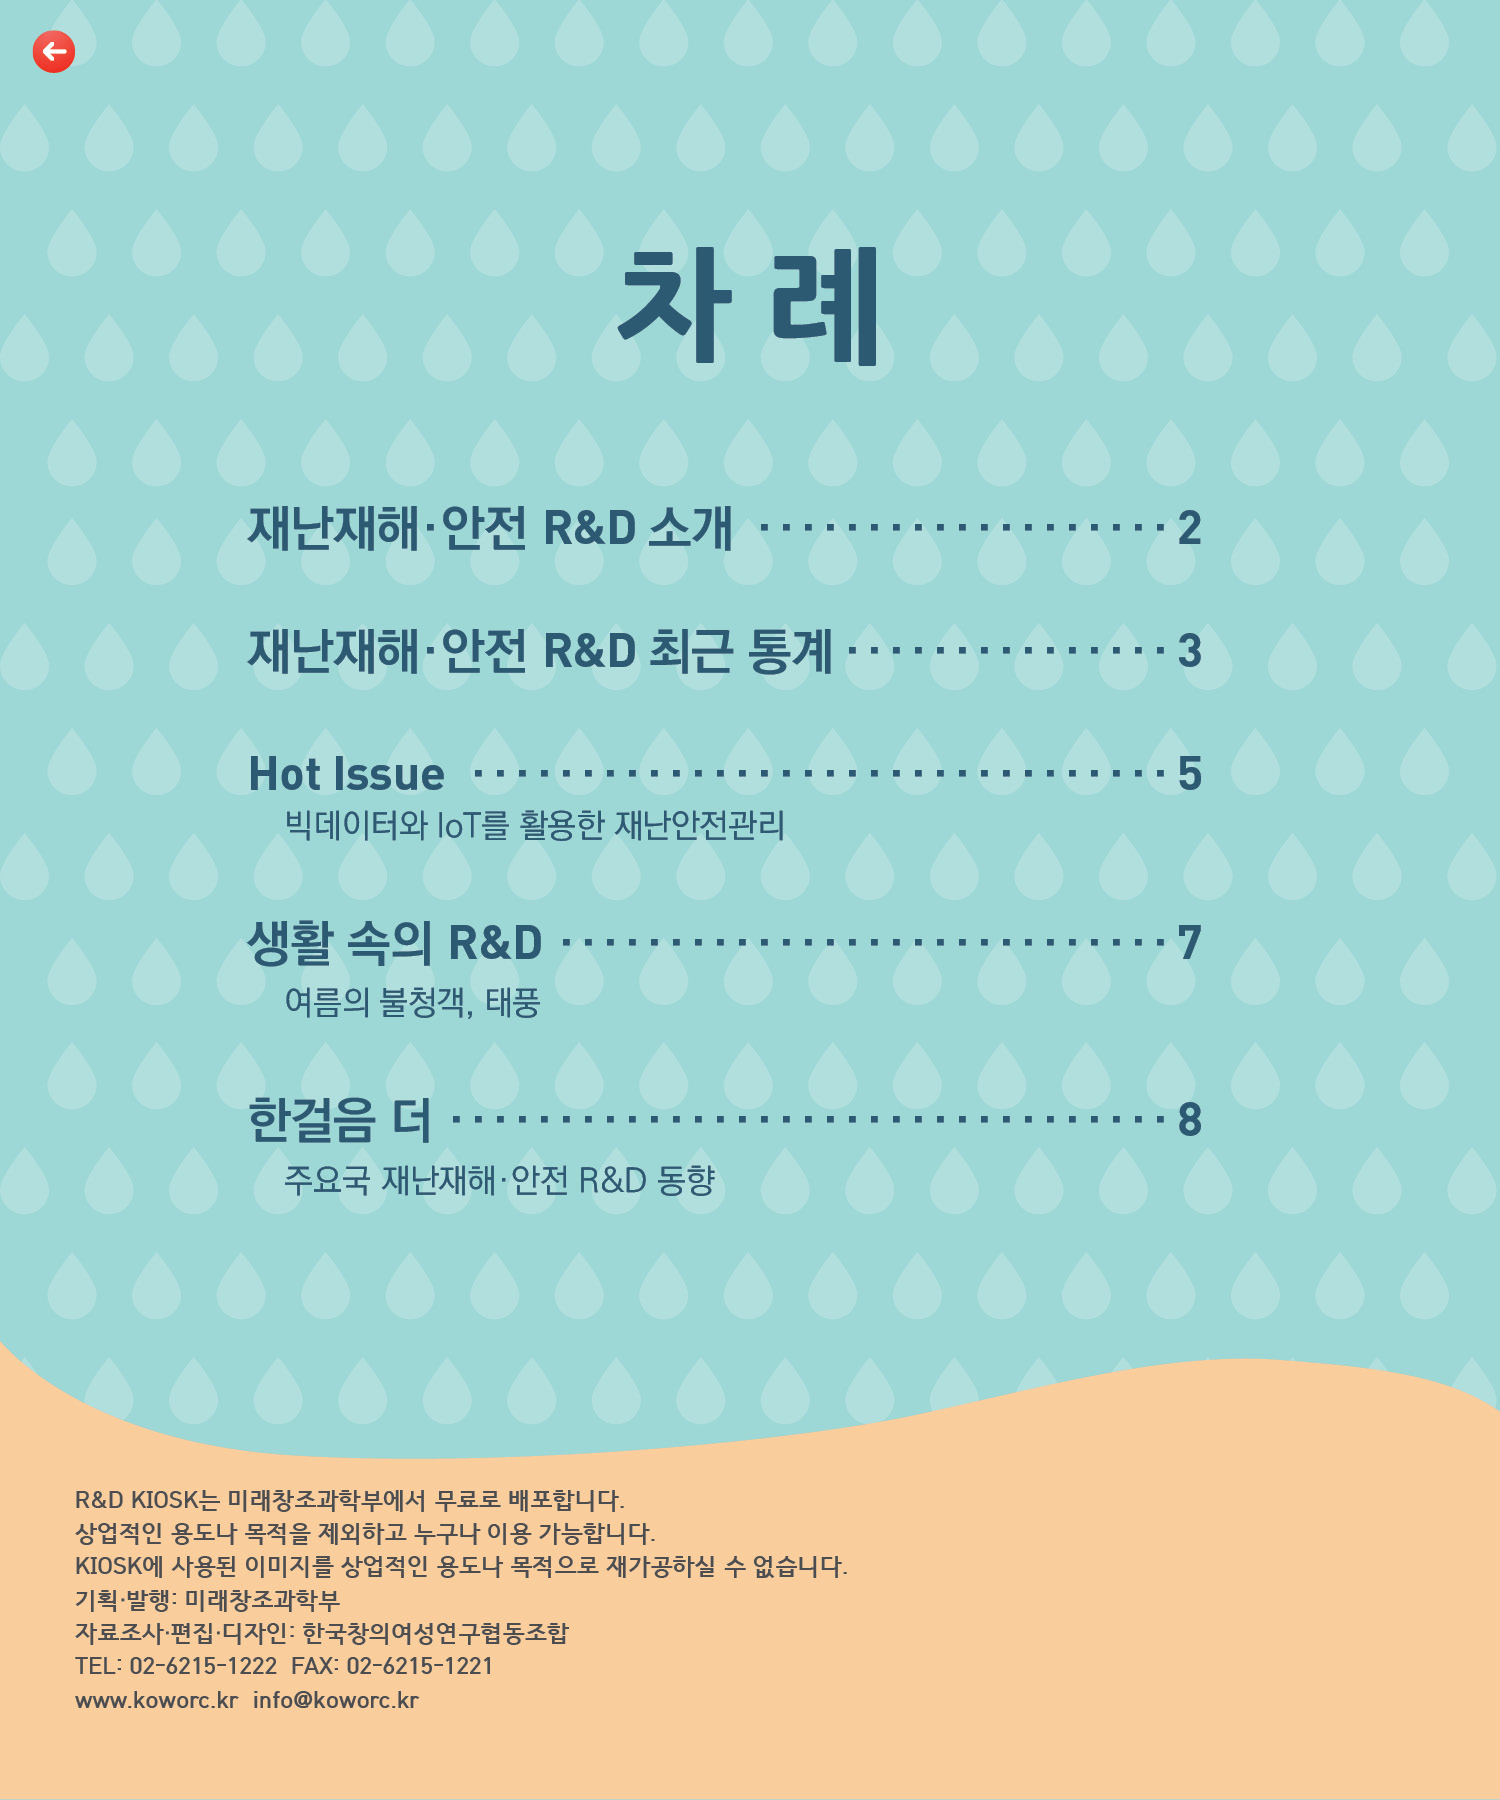 차 례
재난재해·안전 R&D 소개 ··················· 2
재난재해·안전 R&D 최근 통계 ··············· 3
Hot Issue ································ 5
빅데이터와 IoT를 활용한 재난안전관리
생활 속의 R&D ···························· 7
여름의 불청객, 태풍
한걸음 더 ································· 8
주요국 재난재해·안전 R&D 동향
R&D KIOSK는 미래창조과학부에서 무료로 배포합니다.
상업적인 용도나 목적을 제외하고 누구나 이용 가능합니다.
KIOSK에 사용된 이미지를 상업적인 용도나 목적으로 재가공하실 수 없습니다.
기획·발행: 미래창조과학부
자료조사·편집·디자인: 한국창의여성연구협동조합
TEL: 02-6215-1222 FAX: 02-6215-1221
www.koworc.kr info@koworc.kr